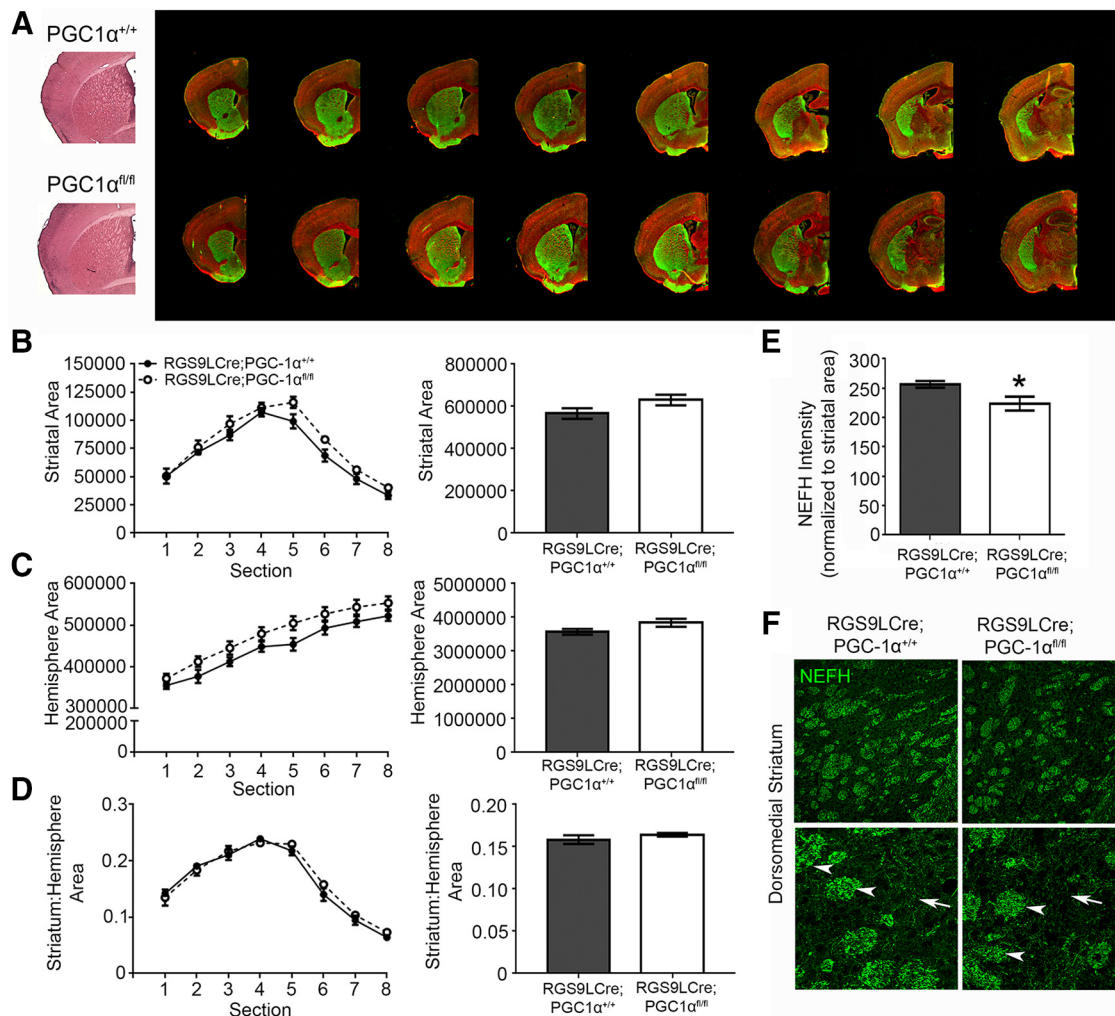 A
PGC1α+/+
PGC1αfl/fl
B
RGS9LCre;PGC-1α+/+
RGS9LCre;PGC-1αfl/fl
Striatal Area
150000
125000
100000
75000
50000
25000
0
1 2 3 4 5 6 7 8
Section
Striatal Area
800000
600000
400000
200000
0
RGS9LCre;
PGC1α+/+
RGS9LCre;
PGC1αfl/fl
C
Hemisphere Area
600000
500000
400000
300000
200000
0
1 2 3 4 5 6 7 8
Section
Hemisphere Area
5000000
4000000
3000000
2000000
1000000
0
RGS9LCre;
PGC1α+/+
RGS9LCre;
PGC1αfl/fl
D
Striatum:Hemisphere
Area
0.3
0.2
0.1
0
1 2 3 4 5 6 7 8
Section
Striatum:Hemisphere
Area
0.20
0.15
0.10
0.05
0.00
RGS9LCre;
PGC1α+/+
RGS9LCre;
PGC1αfl/fl
E
NEFH Intensity
(normalized to striatal area)
300
250
200
150
100
50
0
*
RGS9LCre;
PGC1α+/+
RGS9LCre;
PGC1αfl/fl
F
RGS9LCre;
PGC-1α+/+
RGS9LCre;
PGC-1αfl/fl
NEFH
Dorsomedial Striatum